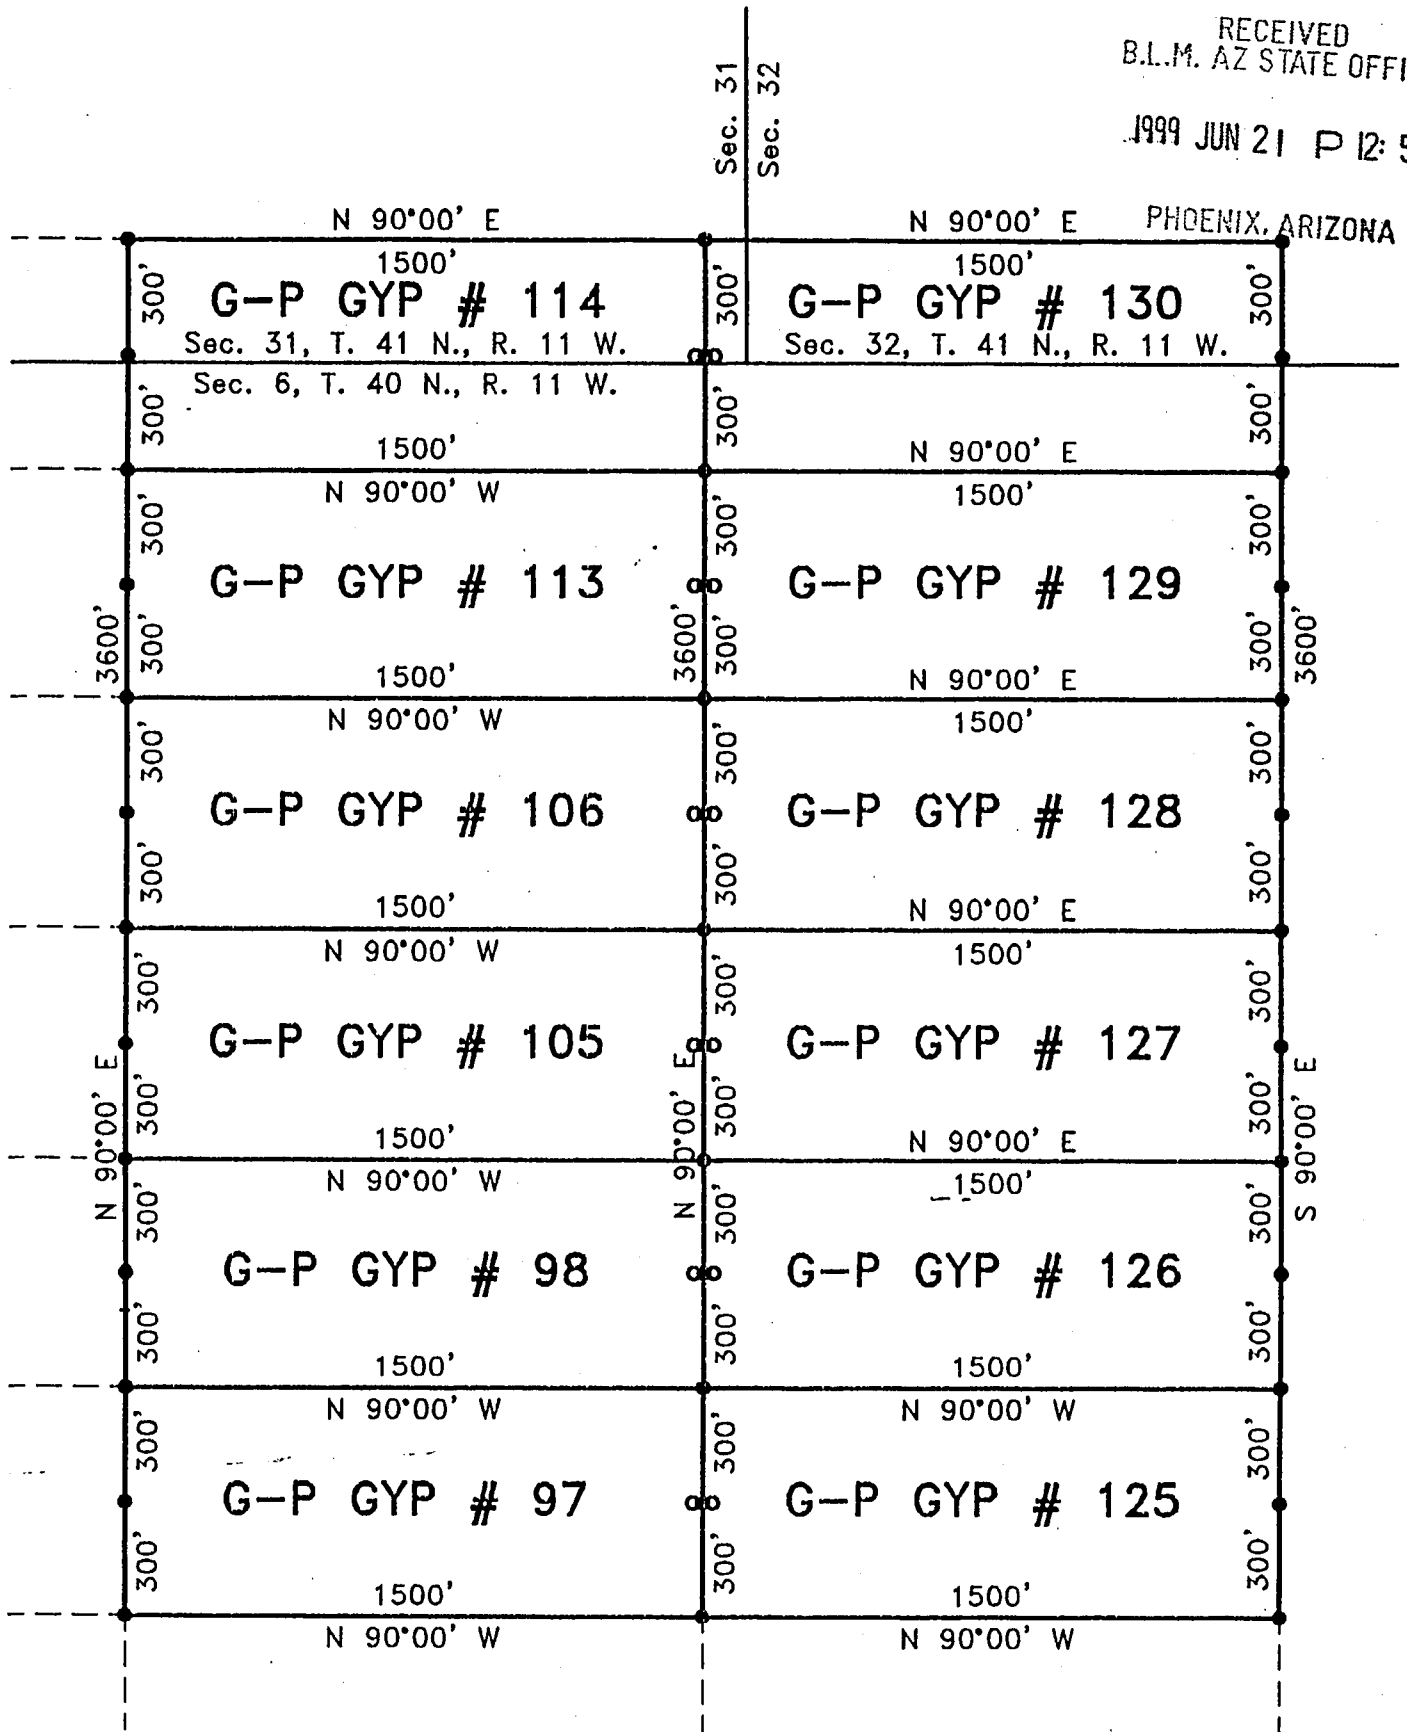 RECEIVED
B.L.M. AZ STATE OFFI
1999 JUN 21 P 12: 5
PHOENIX, ARIZONA
Sec. 31
Sec. 32
N 90°00' E
N 90°00' E
1500'
1500'
300'
300'
300'
G-P GYP # 114
G-P GYP # 130
Sec. 31, T. 41 N., R. 11 W.
Sec. 32, T. 41 N., R. 11 W.
Sec. 6, T. 40 N., R. 11 W.
300'
300'
300'
1500'
N 90°00' E
N 90°00' W
1500'
300'
300'
300'
G-P GYP # 113
G-P GYP # 129
3600'
300'
3600'
300'
300'
3600'
1500'
N 90°00' E
N 90°00' W
1500'
300'
300'
300'
G-P GYP # 106
G-P GYP # 128
300'
300'
300'
1500'
N 90°00' E
N 90°00' W
1500'
300'
300'
300'
G-P GYP # 105
G-P GYP # 127
N 90°00' E
300'
N 90°00' E
300'
300'
S 90°00' E
1500'
N 90°00' E
N 90°00' W
1500'
300'
300'
300'
G-P GYP # 98
G-P GYP # 126
300'
300'
300'
1500'
1500'
N 90°00' W
N 90°00' W
300'
300'
300'
G-P GYP # 97
G-P GYP # 125
300'
300'
300'
1500'
1500'
N 90°00' W
N 90°00' W